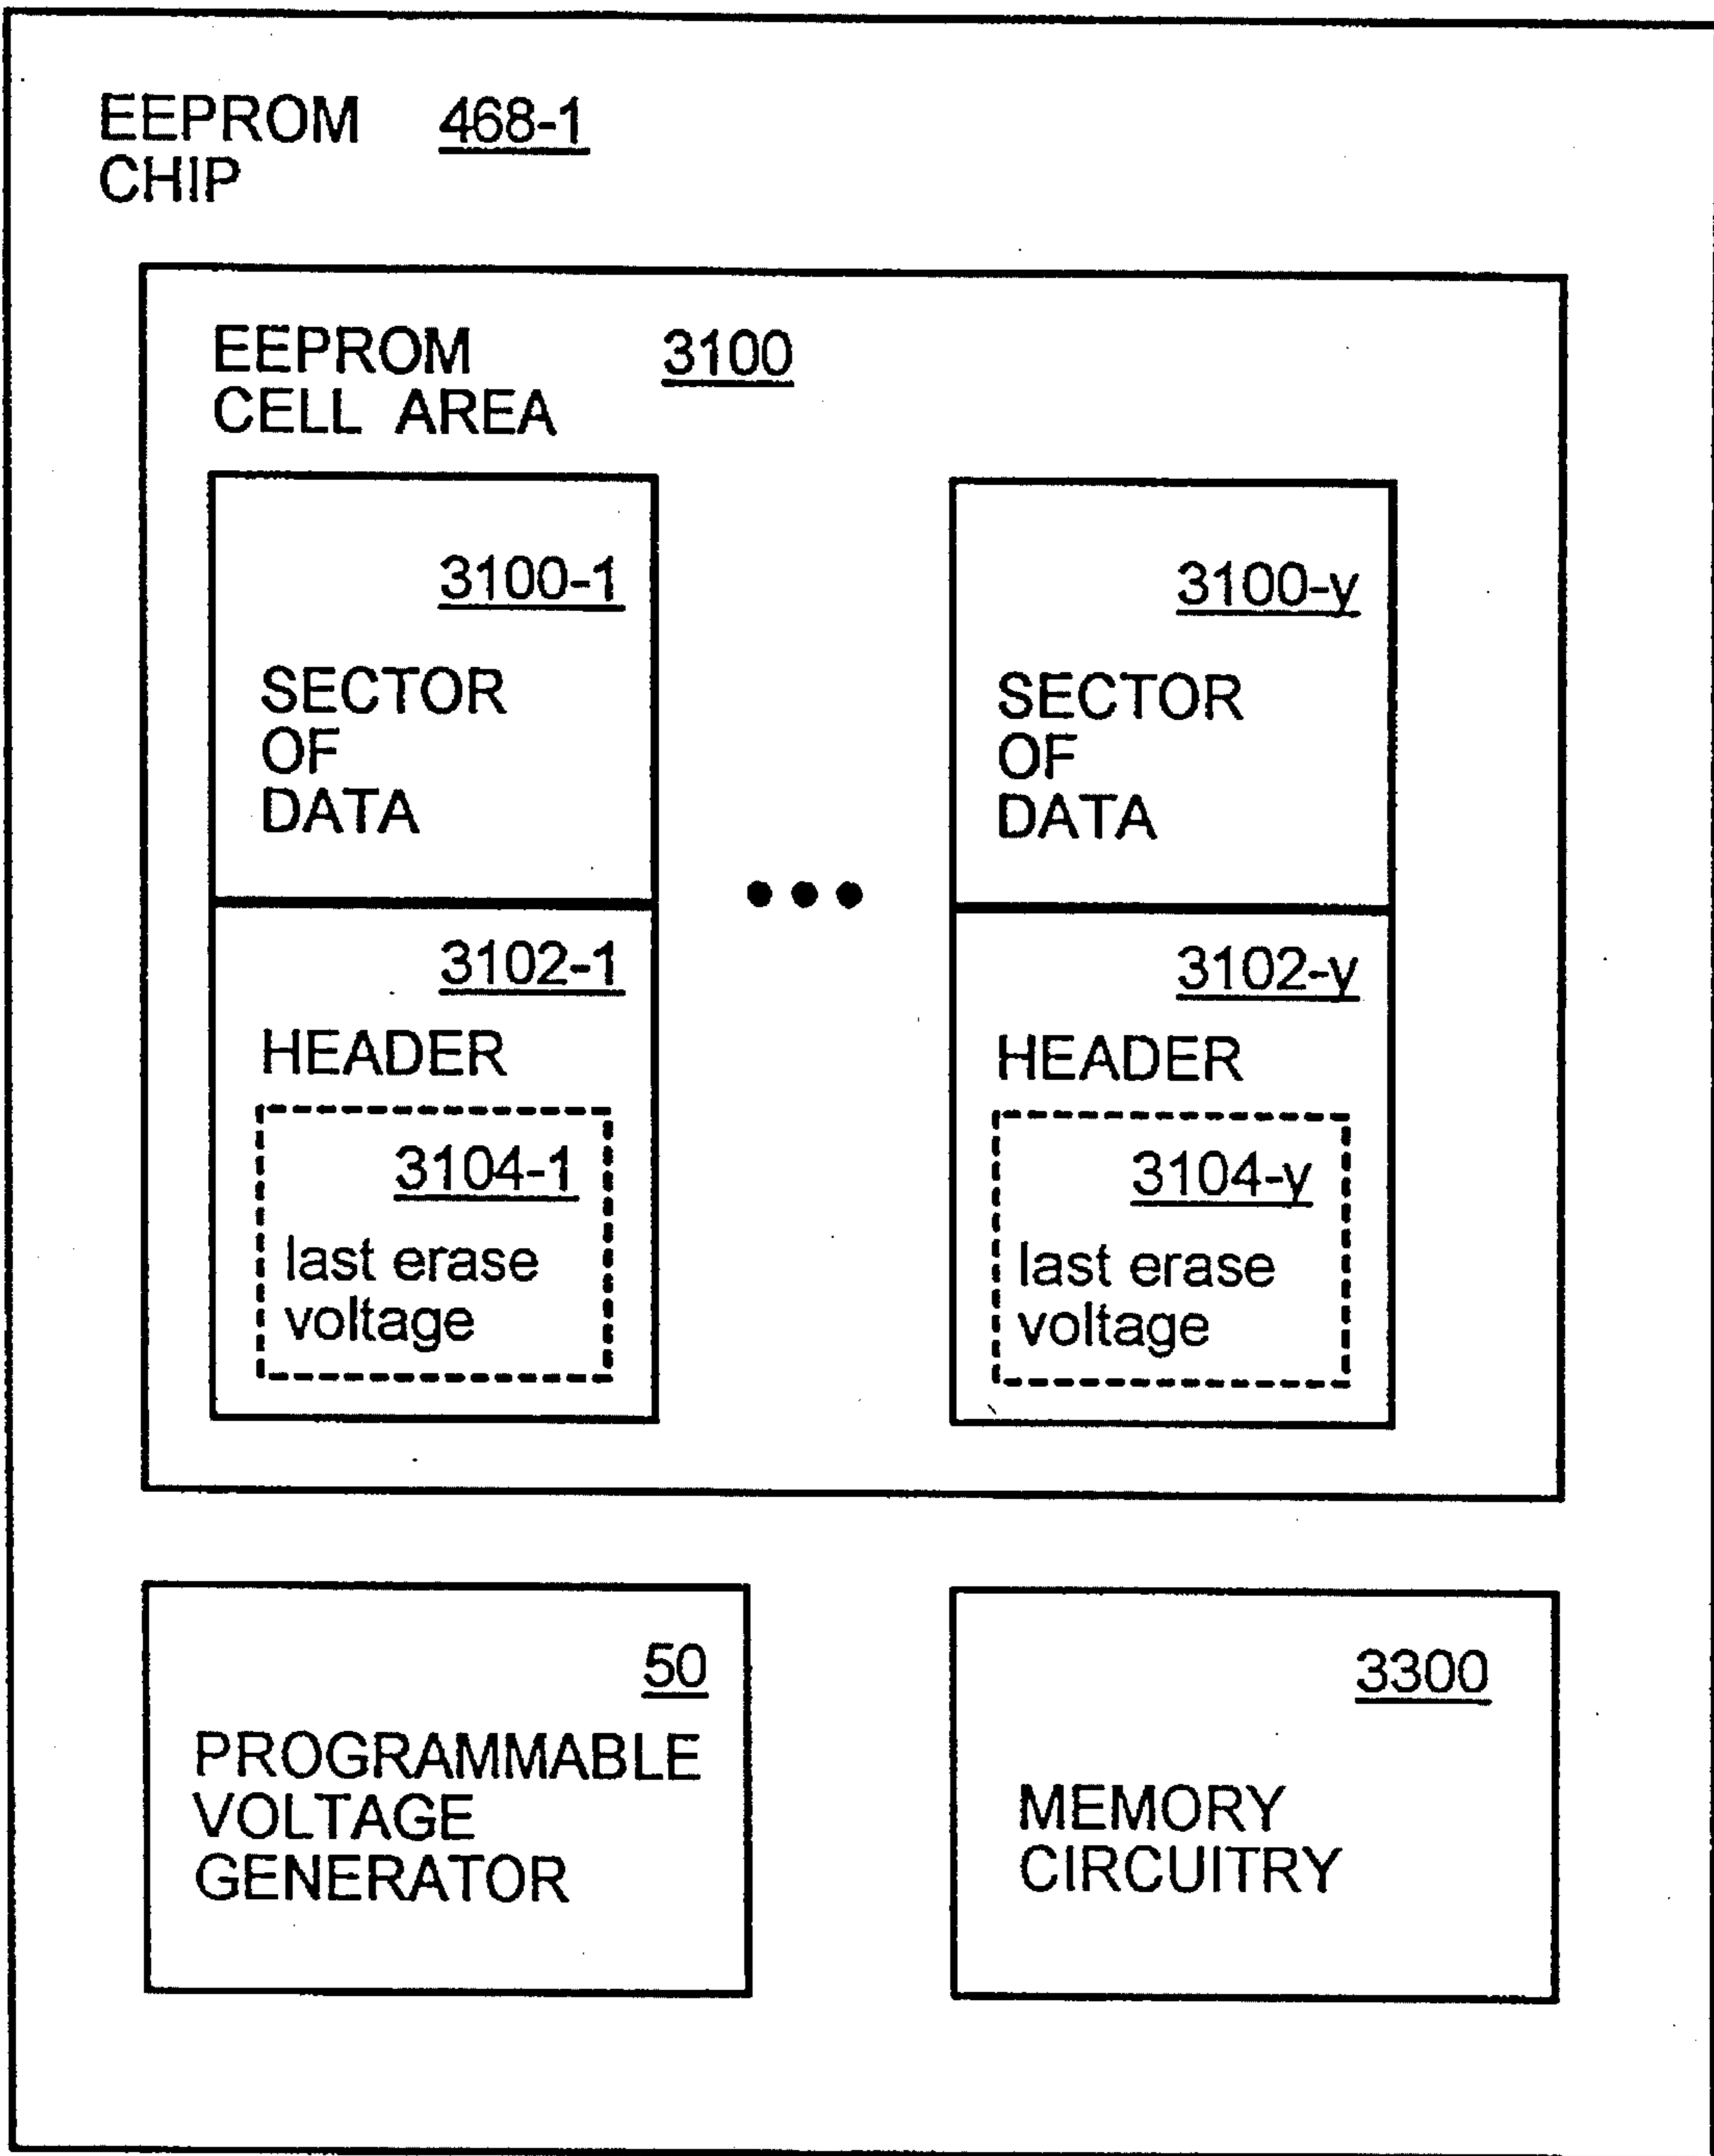 EEPROM 468-1
CHIP
EEPROM 3100
CELL AREA
3100-1
SECTOR
OF
DATA
3102-1
HEADER
3104-1
last erase
voltage
•••
3100-y
SECTOR
OF
DATA
3102-y
HEADER
3104-y
last erase
voltage
50
PROGRAMMABLE
VOLTAGE
GENERATOR
3300
MEMORY
CIRCUITRY